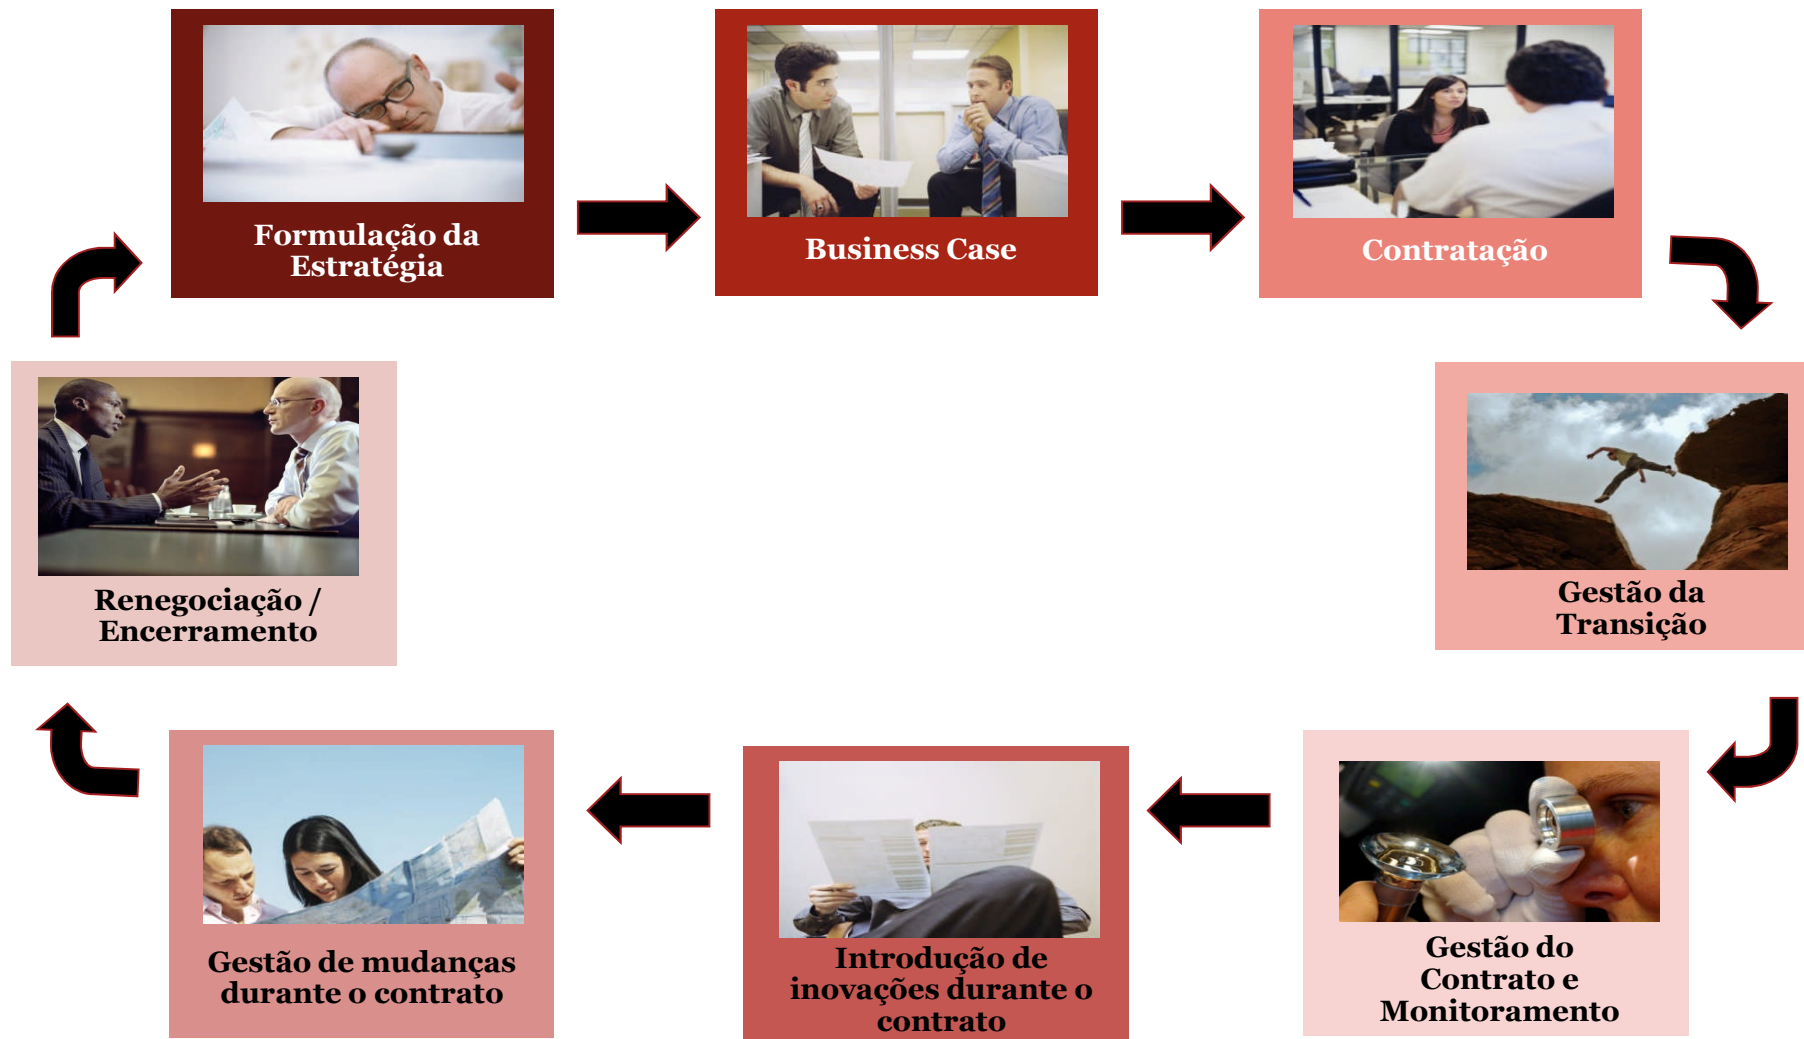 Formulação da
Estratégia
Business Case
Contratação
Gestão da
Transição
Gestão do
Contrato e
Monitoramento
Introdução de
inovações durante o
contrato
Gestão de mudanças
durante o contrato
Renegociação /
Encerramento